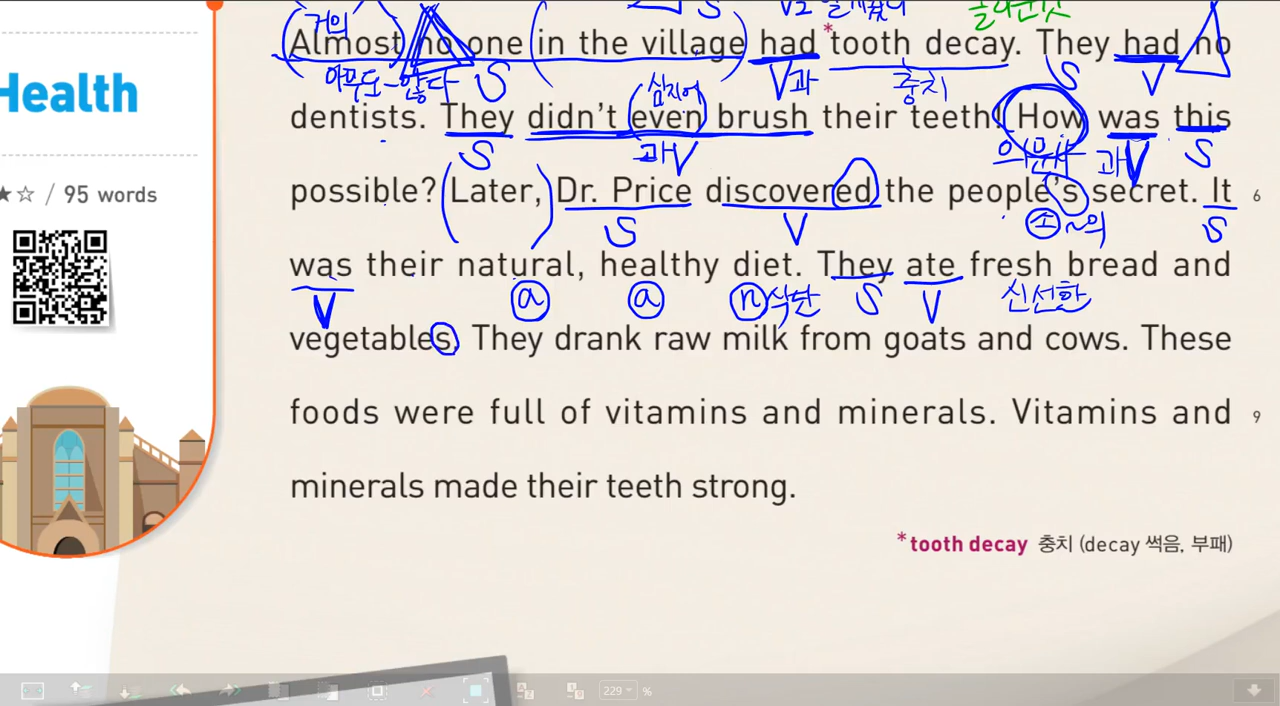 거의
Almost no one (in the village) had *tooth decay. They had no
아무도~않다 S V과 충치 S V
Health
심지어
dentists. They didn't even brush their teeth! How was this
S 과V 의문사 과V S
★☆ / 95 words
possible? (Later,) Dr. Price discovered the people's secret. It 6
S V 소 ~의 S
was their natural, healthy diet. They ate fresh bread and
V a a n 식단 S V 신선한
vegetables. They drank raw milk from goats and cows. These
foods were full of vitamins and minerals. Vitamins and 9
minerals made their teeth strong.
*tooth decay 충치 (decay 썩음, 부패)
229 %